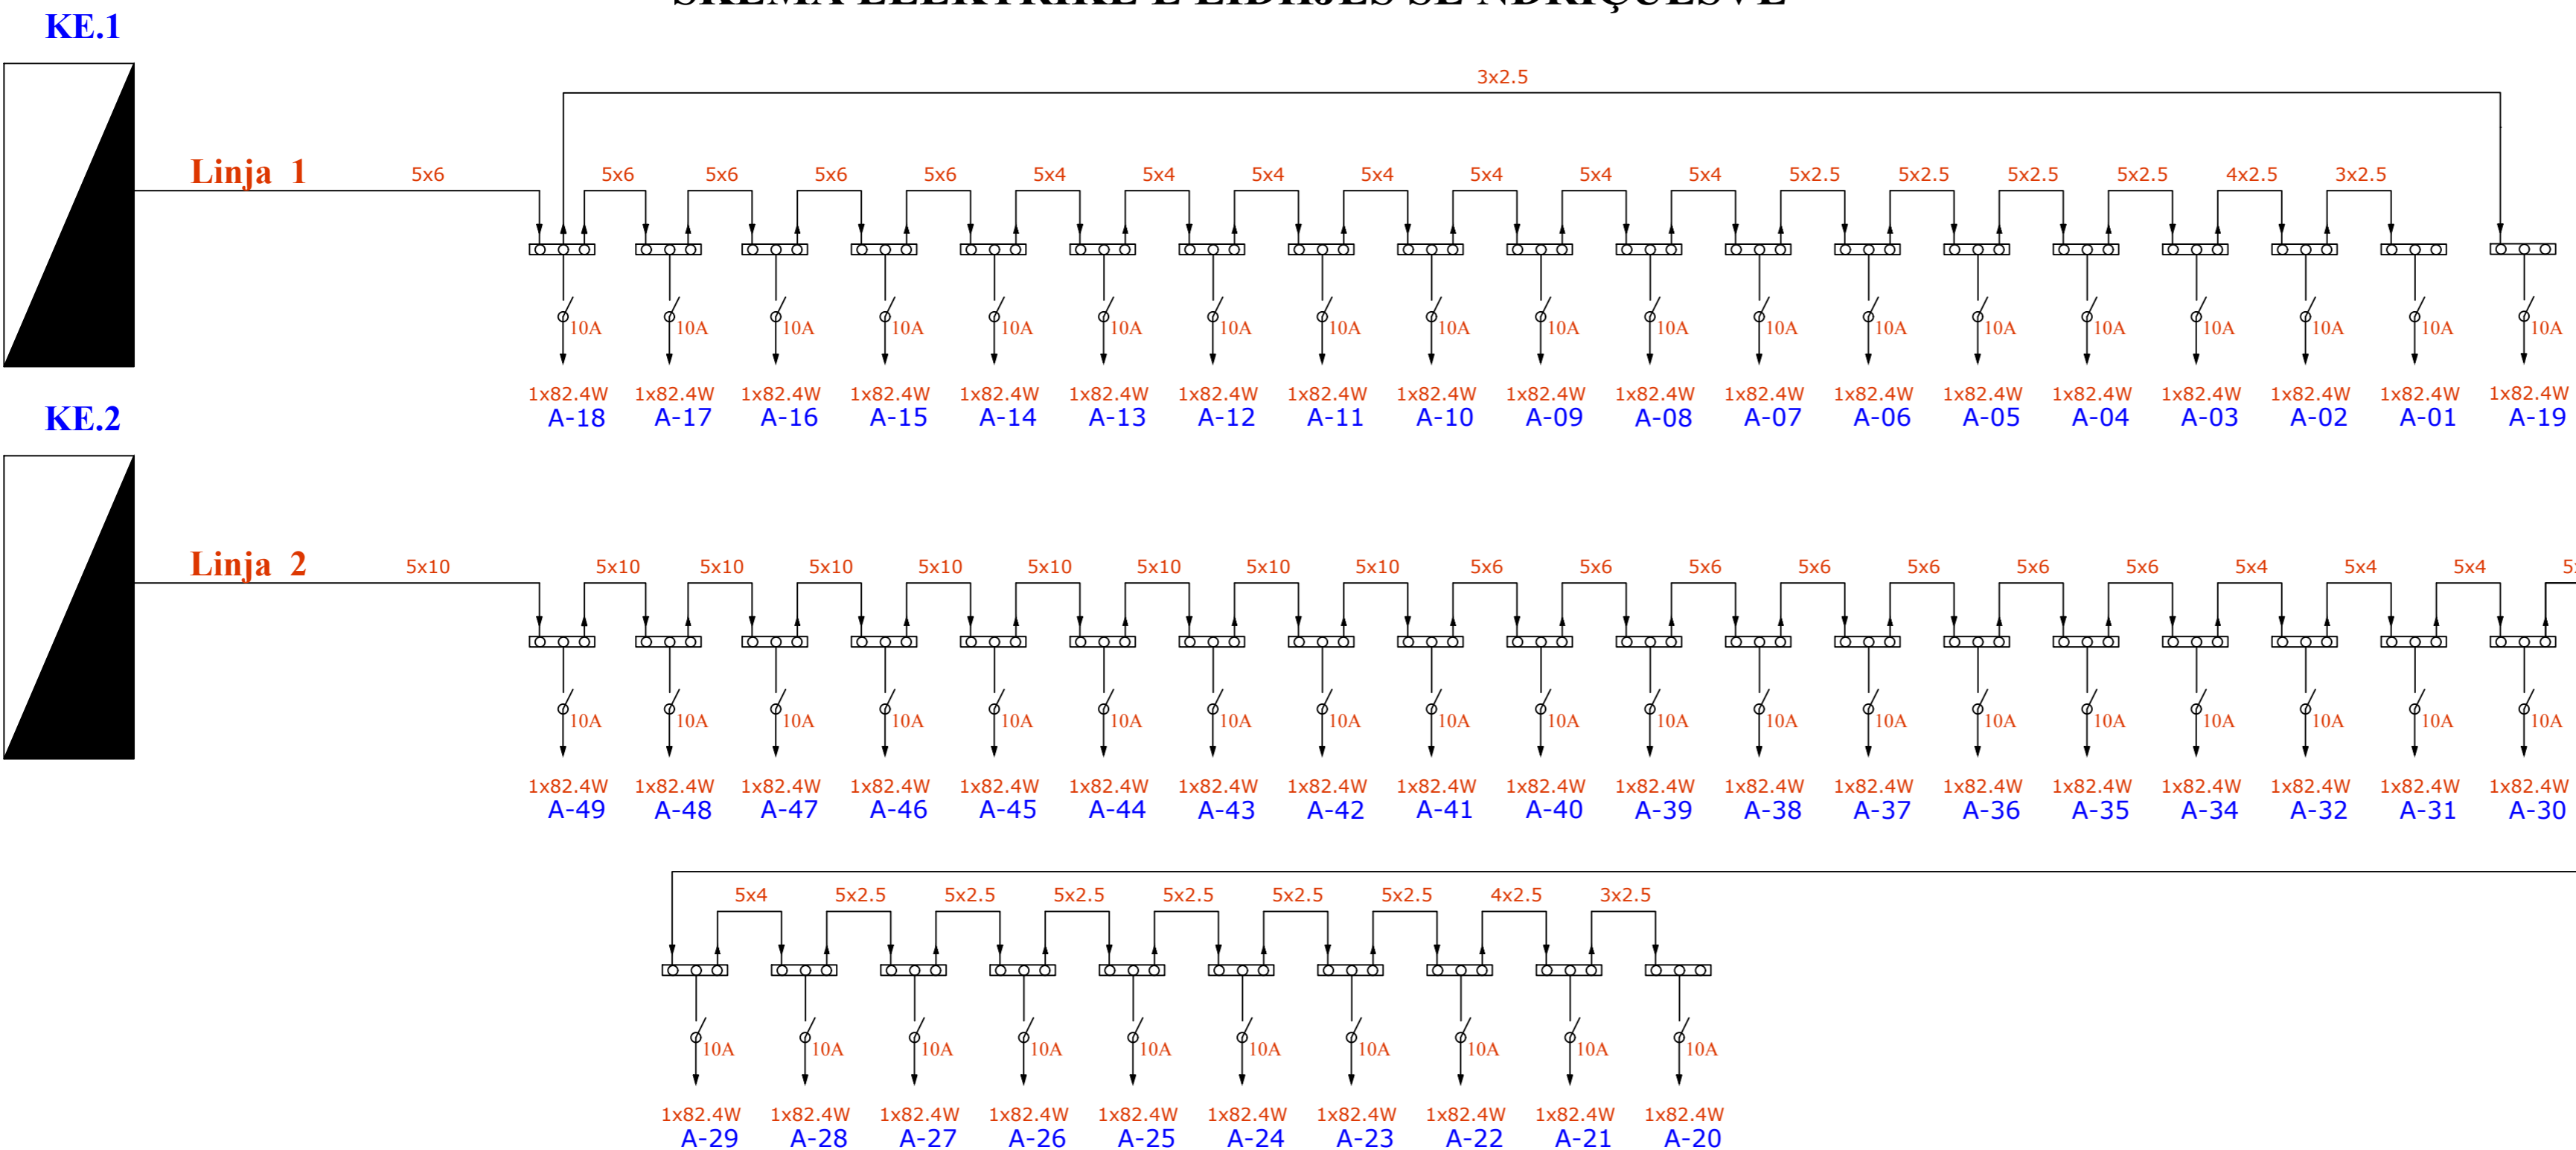 SKEMA ELEKTRIKE E LIDHJES SË NDRIÇUESVE
KE.1
3x2.5
Linja 1 5x6 5x6 5x6 5x6 5x6 5x4 5x4 5x4 5x4 5x4 5x4 5x4 5x2.5 5x2.5 5x2.5 5x2.5 4x2.5 3x2.5
10A 10A 10A 10A 10A 10A 10A 10A 10A 10A 10A 10A 10A 10A 10A 10A 10A 10A 10A
1x82.4W 1x82.4W 1x82.4W 1x82.4W 1x82.4W 1x82.4W 1x82.4W 1x82.4W 1x82.4W 1x82.4W 1x82.4W 1x82.4W 1x82.4W 1x82.4W 1x82.4W 1x82.4W 1x82.4W 1x82.4W 1x82.4W
A-18 A-17 A-16 A-15 A-14 A-13 A-12 A-11 A-10 A-09 A-08 A-07 A-06 A-05 A-04 A-03 A-02 A-01 A-19
KE.2
Linja 2 5x10 5x10 5x10 5x10 5x10 5x10 5x10 5x10 5x10 5x6 5x6 5x6 5x6 5x6 5x6 5x6 5x4 5x4 5x4
10A 10A 10A 10A 10A 10A 10A 10A 10A 10A 10A 10A 10A 10A 10A 10A 10A 10A 10A
1x82.4W 1x82.4W 1x82.4W 1x82.4W 1x82.4W 1x82.4W 1x82.4W 1x82.4W 1x82.4W 1x82.4W 1x82.4W 1x82.4W 1x82.4W 1x82.4W 1x82.4W 1x82.4W 1x82.4W 1x82.4W 1x82.4W
A-49 A-48 A-47 A-46 A-45 A-44 A-43 A-42 A-41 A-40 A-39 A-38 A-37 A-36 A-35 A-34 A-32 A-31 A-30
5x4 5x2.5 5x2.5 5x2.5 5x2.5 5x2.5 5x2.5 4x2.5 3x2.5
10A 10A 10A 10A 10A 10A 10A 10A 10A 10A
1x82.4W 1x82.4W 1x82.4W 1x82.4W 1x82.4W 1x82.4W 1x82.4W 1x82.4W 1x82.4W 1x82.4W
A-29 A-28 A-27 A-26 A-25 A-24 A-23 A-22 A-21 A-20